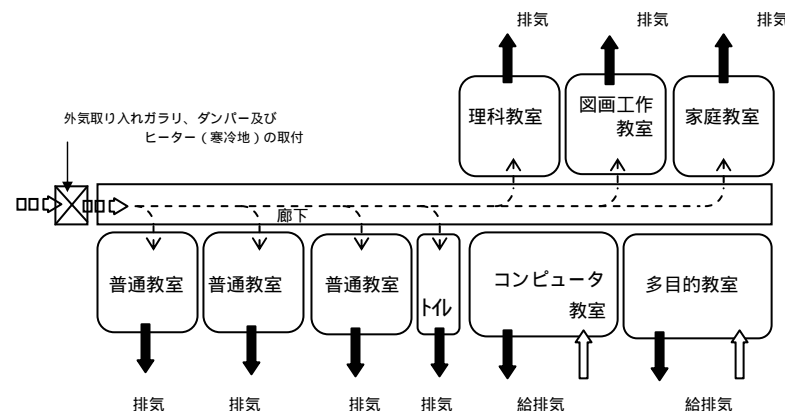 排気 排気 排気
外気取り入れガラリ、ダンパー及び
ヒーター(寒冷地)の取付
理科教室
図画工作
教室
家庭教室
廊下
普通教室
普通教室
普通教室
トイレ
コンピュータ
教室
多目的教室
排気 排気 排気 排気 給排気 給排気